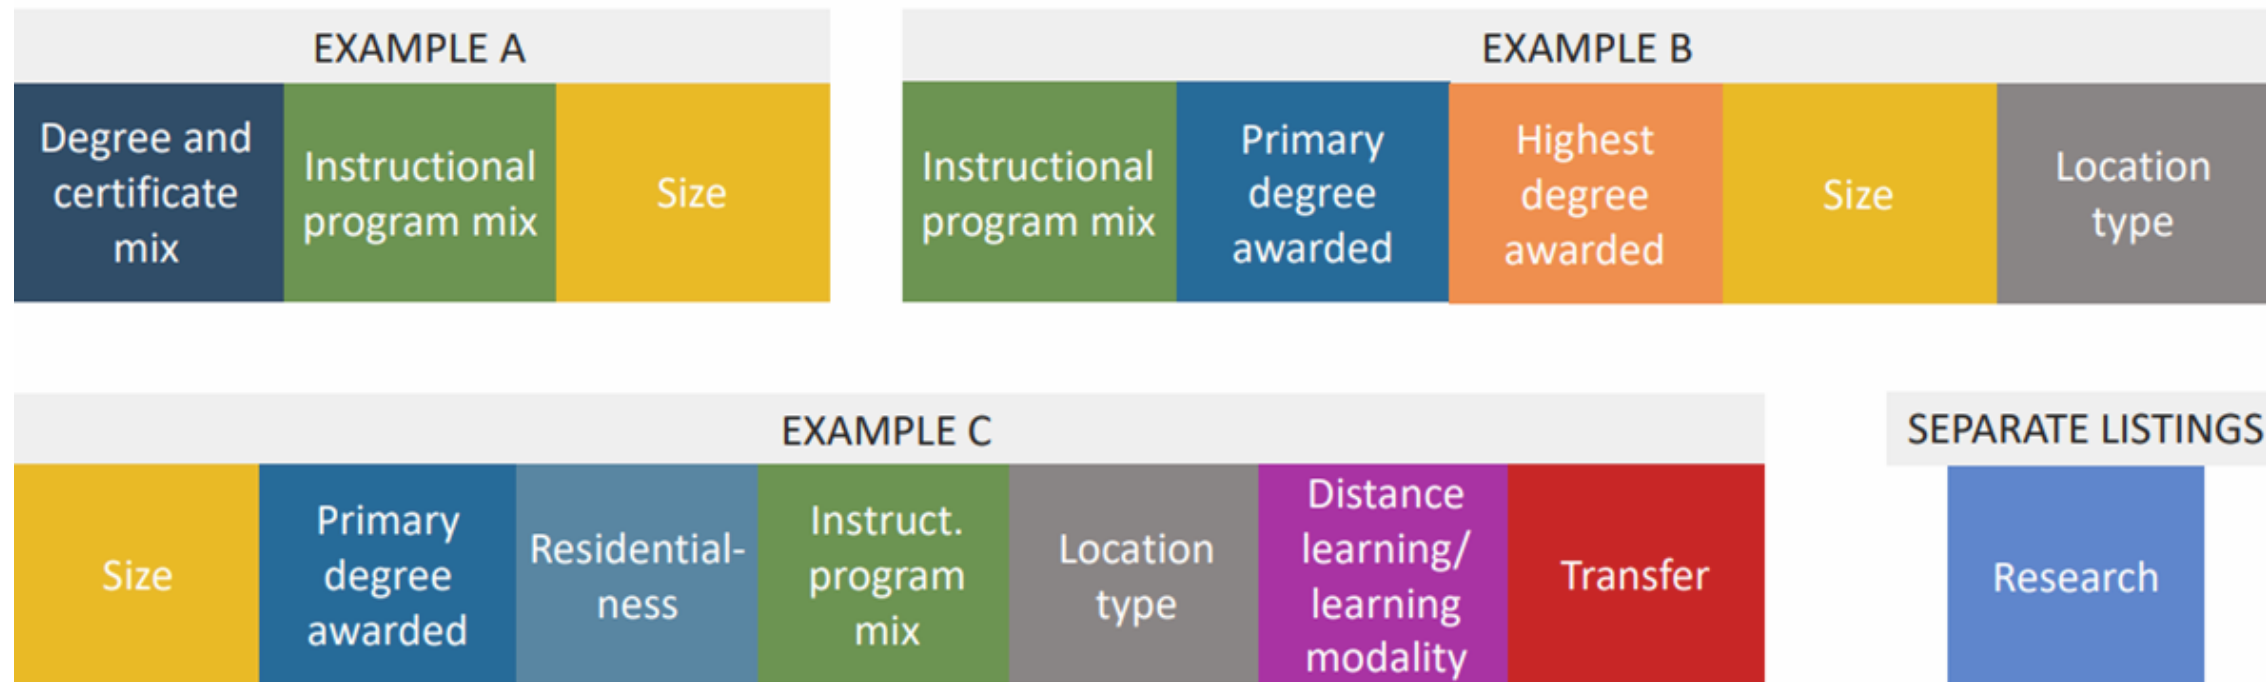 EXAMPLE A
Degree and
certificate
mix
Instructional
program mix
Size
EXAMPLE B
Instructional
program mix
Primary
degree
awarded
Highest
degree
awarded
Size
Location
type
EXAMPLE C
Size
Primary
degree
awarded
Residential-
ness
Instruct.
program
mix
Location
type
Distance
learning/
learning
modality
Transfer
SEPARATE LISTINGS
Research